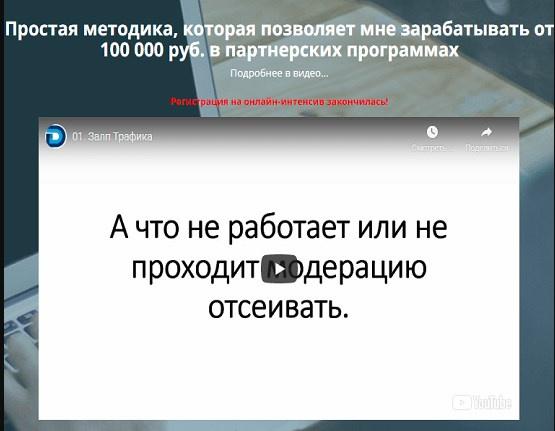 Простая методика, которая позволяет мне зарабатывать от
100 000 руб. в партнерских программах
Подробнее в видео...
Регистрация на онлайн-интенсив закончилась!
01. Залп Трафика
Смотреть ...
Поделиться
А что не работает или не
проходит модерацию
отсеивать.
YouTube